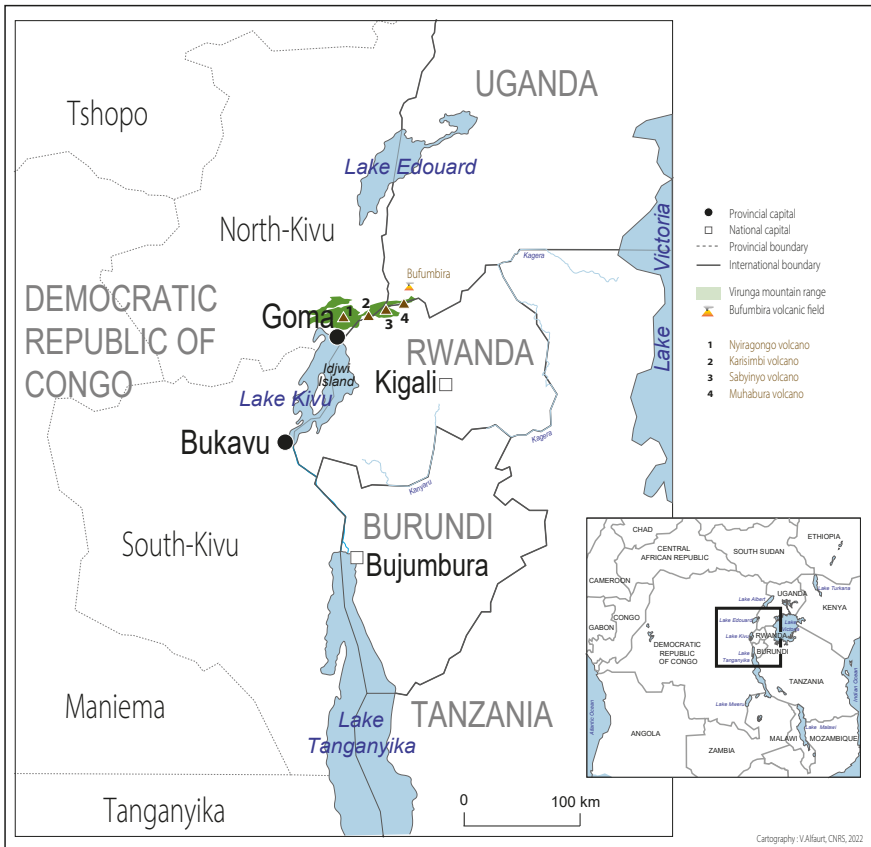 UGANDA
Tshopo
Lake Edouard
North-Kivu
Lake Victoria
Kagera
Bufumbira
DEMOCRATIC
REPUBLIC OF
CONGO
1
2
3
4
Goma
Idjwi
Island
RWANDA
Kigali
Lake Kivu
Bukavu
Kagera
Kanyaru
BURUNDI
South-Kivu
Bujumbura
Maniema
Lake
Tanganyika
TANZANIA
Tanganyika
0 100 km
Provincial capital
National capital
Provincial boundary
International boundary
Virunga mountain range
Bufumbira volcanic field
1 Nyiragongo volcano
2 Karisimbi volcano
3 Sabyinyo volcano
4 Muhabura volcano
CHAD
ETHIOPIA
CENTRAL
AFRICAN REPUBLIC
SOUTH SUDAN
CAMEROON
Lake Turkana
Lake Albert
UGANDA
KENYA
CONGO
GABON
Lake Edouard
Lake
Victoria
Lake Kivu
RWANDA
DEMOCRATIC
REPUBLIC
OF CONGO
Lake
Tanganyika
BURUNDI
TANZANIA
Indian Ocean
Atlantic Ocean
Lake Mweru
ANGOLA
Lake Malawi
MALAWI
MOZAMBIQUE
ZAMBIA
Cartography : V.Alfaurt, CNRS, 2022